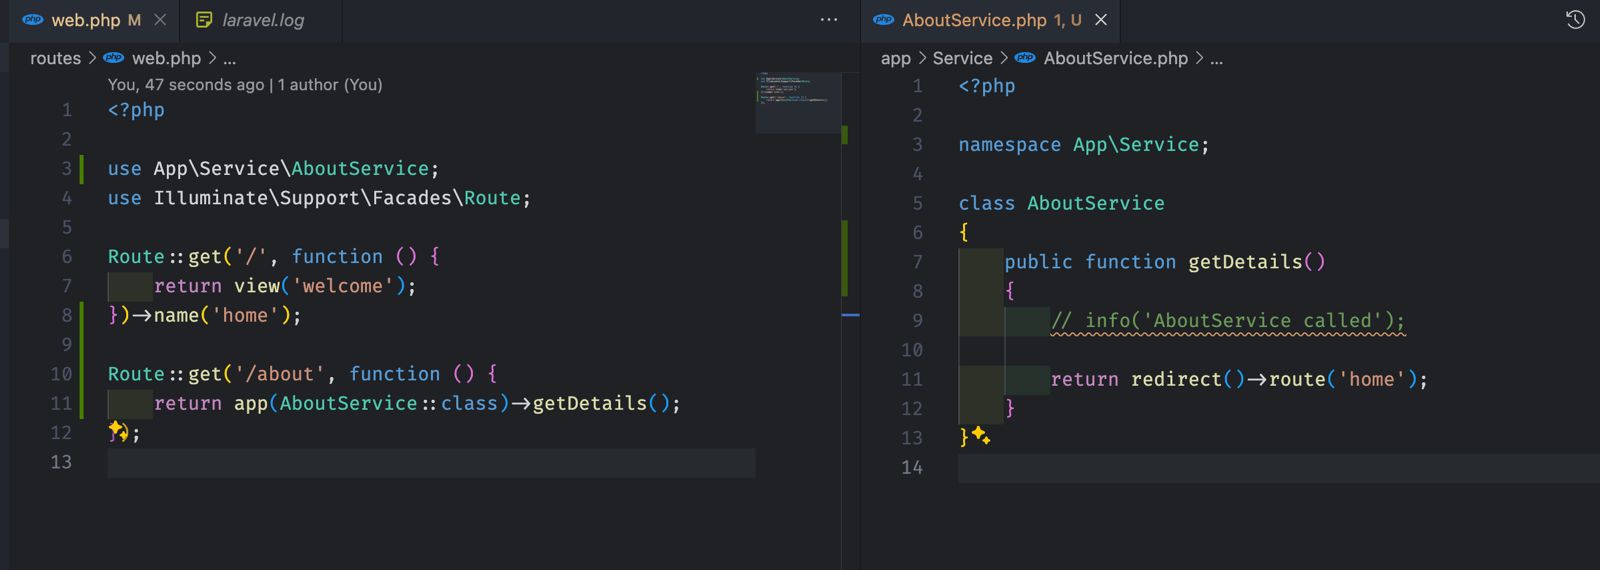 php web.php M
laravel.log
...
php AboutService.php 1, U
routes > php web.php > ...
app > Service > php AboutService.php > ...
You, 47 seconds ago | 1 author (You)
1 <?php
2
3 use App\Service\AboutService;
4 use Illuminate\Support\Facades\Route;
5
6 Route::get('/', function () {
7 return view('welcome');
8 })->name('home');
9
10 Route::get('/about', function () {
11 return app(AboutService::class)->getDetails();
12 });
13
1 <?php
2
3 namespace App\Service;
4
5 class AboutService
6 {
7 public function getDetails()
8 {
9 // info('AboutService called');
10
11 return redirect()->route('home');
12 }
13 }
14